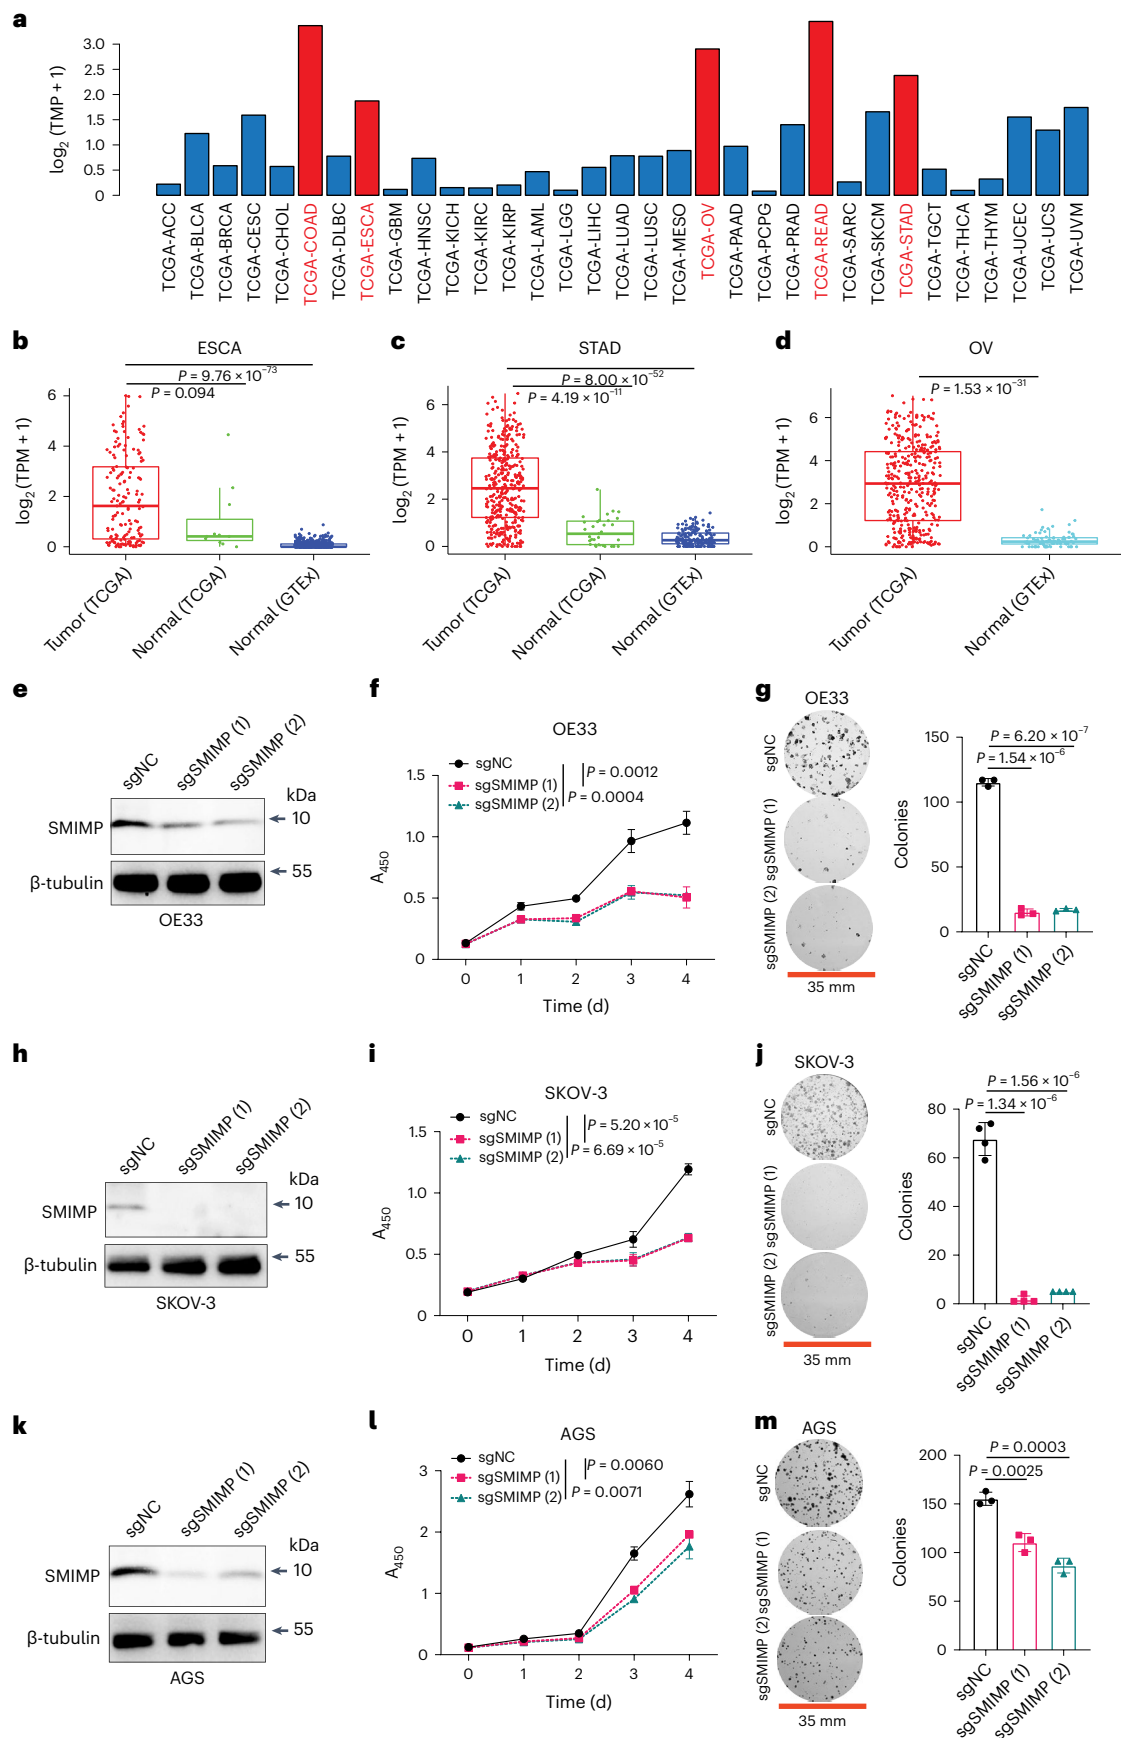 a
log2 (TMP + 1)
3.0
2.5
2.0
1.5
1.0
0.5
0
TCGA-ACC
TCGA-BLCA
TCGA-BRCA
TCGA-CESC
TCGA-CHOL
TCGA-COAD
TCGA-DLBC
TCGA-ESCA
TCGA-GBM
TCGA-HNSC
TCGA-KICH
TCGA-KIRC
TCGA-KIRP
TCGA-LAML
TCGA-LGG
TCGA-LIHC
TCGA-LUAD
TCGA-LUSC
TCGA-MESO
TCGA-OV
TCGA-PAAD
TCGA-PCPG
TCGA-PRAD
TCGA-READ
TCGA-SARC
TCGA-SKCM
TCGA-STAD
TCGA-TGCT
TCGA-THCA
TCGA-THYM
TCGA-UCEC
TCGA-UCS
TCGA-UVM
b
ESCA
P = 9.76 × 10−73
P = 0.094
log2 (TPM + 1)
6
4
2
0
Tumor (TCGA)
Normal (TCGA)
Normal (GTEx)
c
STAD
P = 8.00 × 10−52
P = 4.19 × 10−11
log2 (TPM + 1)
6
4
2
0
Tumor (TCGA)
Normal (TCGA)
Normal (GTEx)
d
OV
P = 1.53 × 10−31
log2 (TPM + 1)
6
4
2
0
Tumor (TCGA)
Normal (GTEx)
e
sgNC
sgSMIMP (1)
sgSMIMP (2)
kDa
SMIMP
10
β-tubulin
55
OE33
f
OE33
sgNC
sgSMIMP (1)
sgSMIMP (2)
P = 0.0012
P = 0.0004
A450
1.5
1.0
0.5
0
0
1
2
3
4
Time (d)
g
OE33
sgNC
sgSMIMP (1)
sgSMIMP (2)
35 mm
P = 6.20 × 10−7
P = 1.54 × 10−6
Colonies
150
100
50
0
sgNC
sgSMIMP (1)
sgSMIMP (2)
h
sgNC
sgSMIMP (1)
sgSMIMP (2)
kDa
SMIMP
10
β-tubulin
55
SKOV-3
i
SKOV-3
sgNC
sgSMIMP (1)
sgSMIMP (2)
P = 5.20 × 10−5
P = 6.69 × 10−5
A450
1.5
1.0
0.5
0
0
1
2
3
4
Time (d)
j
SKOV-3
sgNC
sgSMIMP (1)
sgSMIMP (2)
35 mm
P = 1.56 × 10−6
P = 1.34 × 10−6
Colonies
80
60
40
20
0
sgNC
sgSMIMP (1)
sgSMIMP (2)
k
sgNC
sgSMIMP (1)
sgSMIMP (2)
kDa
SMIMP
10
β-tubulin
55
AGS
l
AGS
sgNC
sgSMIMP (1)
sgSMIMP (2)
P = 0.0060
P = 0.0071
A450
3
2
1
0
0
1
2
3
4
Time (d)
m
AGS
sgNC
sgSMIMP (1)
sgSMIMP (2)
35 mm
P = 0.0003
P = 0.0025
Colonies
200
150
100
50
0
sgNC
sgSMIMP (1)
sgSMIMP (2)